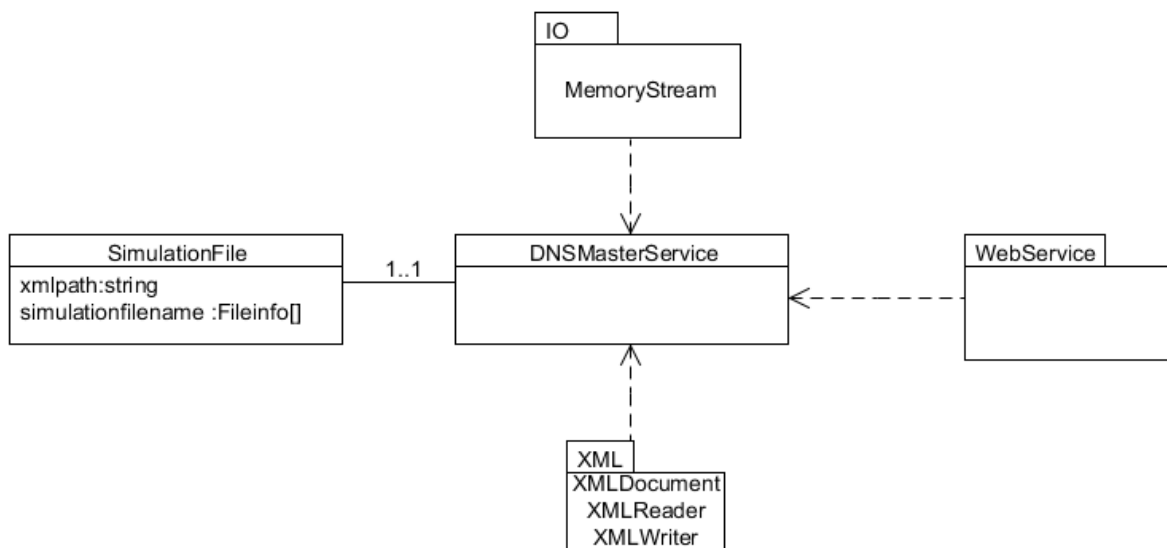 IO
MemoryStream
SimulationFile
xmlpath:string
simulationfilename :Fileinfo[]
1..1
DNSMasterService
WebService
XML
XMLDocument
XMLReader
XMLWriter